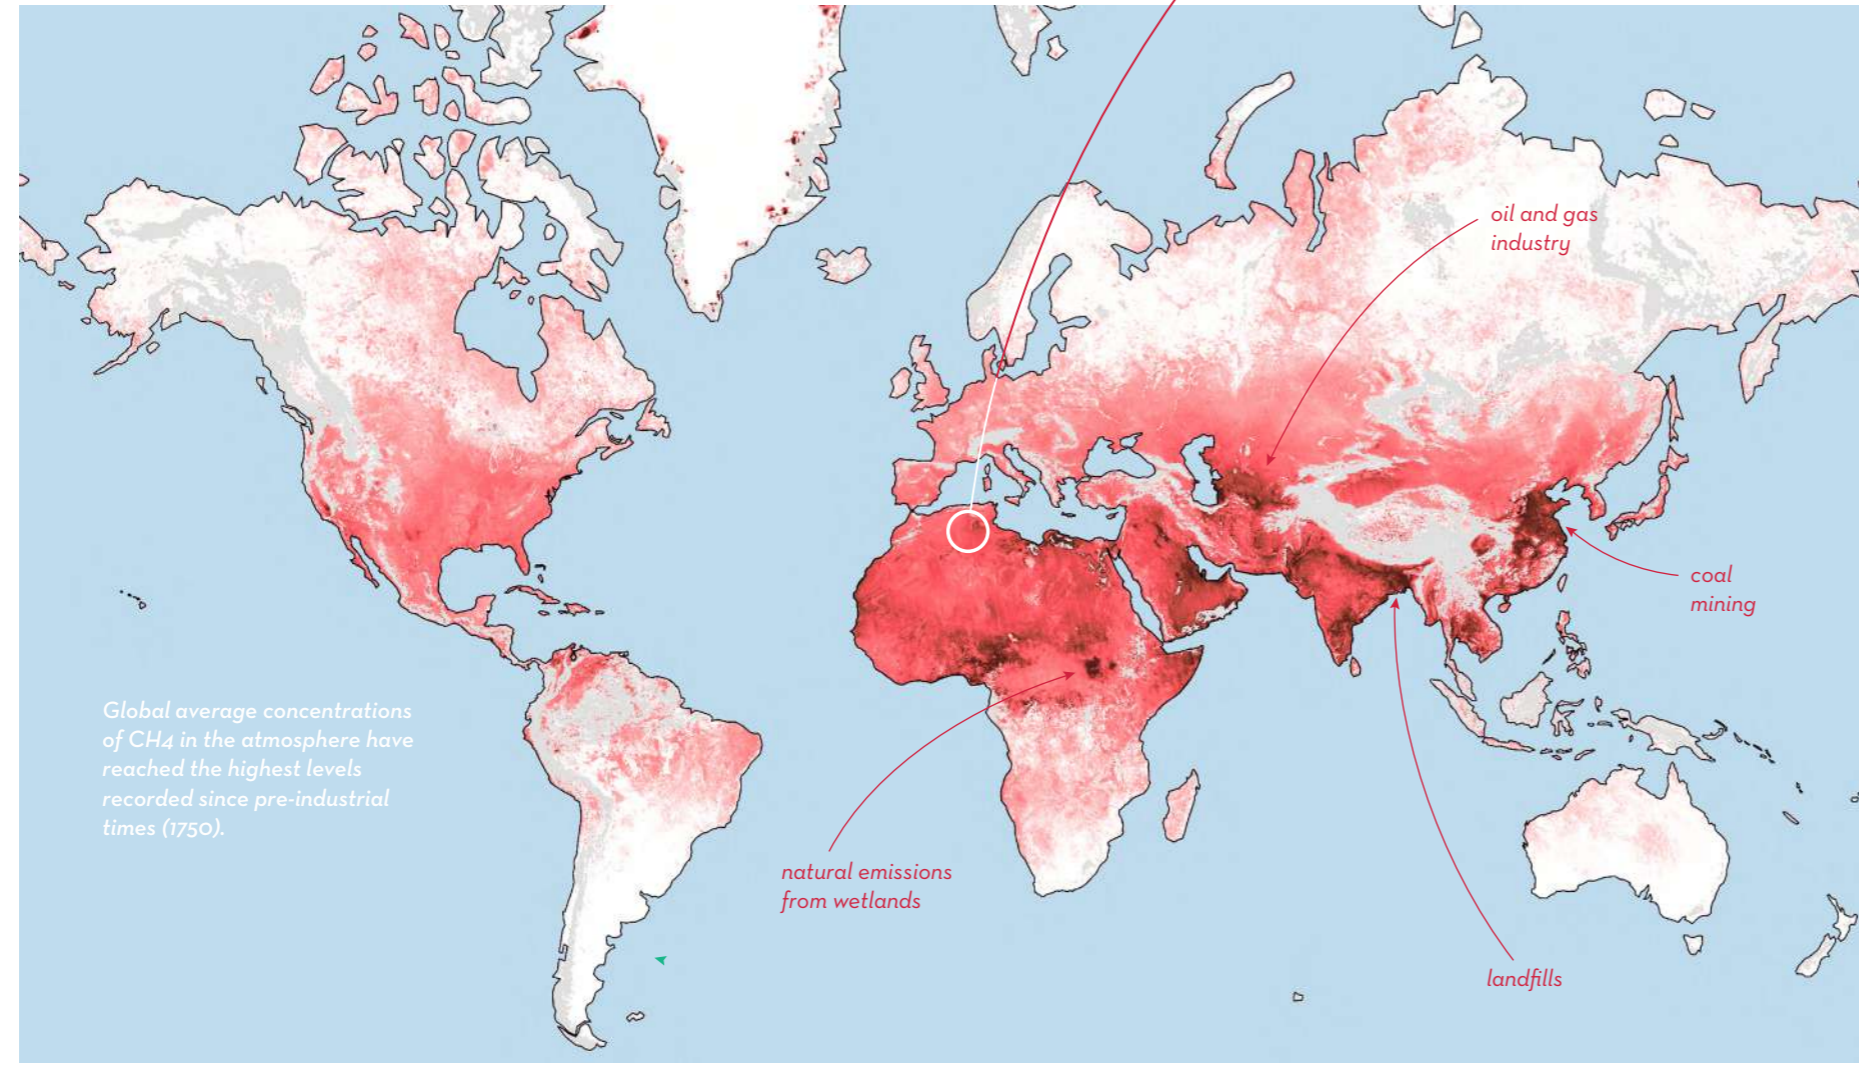 oil and gas
industry
coal
mining
Global average concentrations
of CH4 in the atmosphere have
reached the highest levels
recorded since pre-industrial
times (1750).
natural emissions
from wetlands
landfills